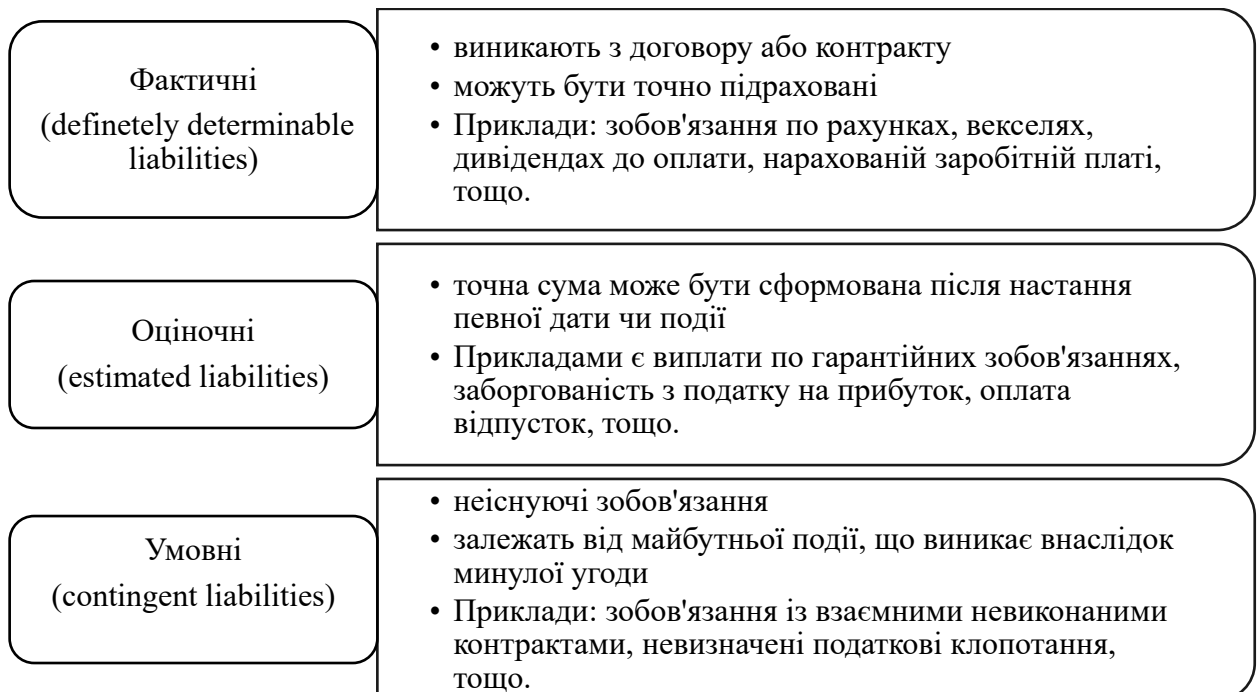 Фактичні
(definetely determinable
liabilities)
• виникають з договору або контракту
• можуть бути точно підраховані
• Приклади: зобов'язання по рахунках, векселях,
дивідендах до оплати, нарахованій заробітній платі,
тощо.
Оціночні
(estimated liabilities)
• точна сума може бути сформована після настання
певної дати чи події
• Прикладами є виплати по гарантійних зобов'язаннях,
заборгованість з податку на прибуток, оплата
відпусток, тощо.
Умовні
(contingent liabilities)
• неіснуючі зобов'язання
• залежать від майбутньої події, що виникає внаслідок
минулої угоди
• Приклади: зобов'язання із взаємними невиконаними
контрактами, невизначені податкові клопотання,
тощо.